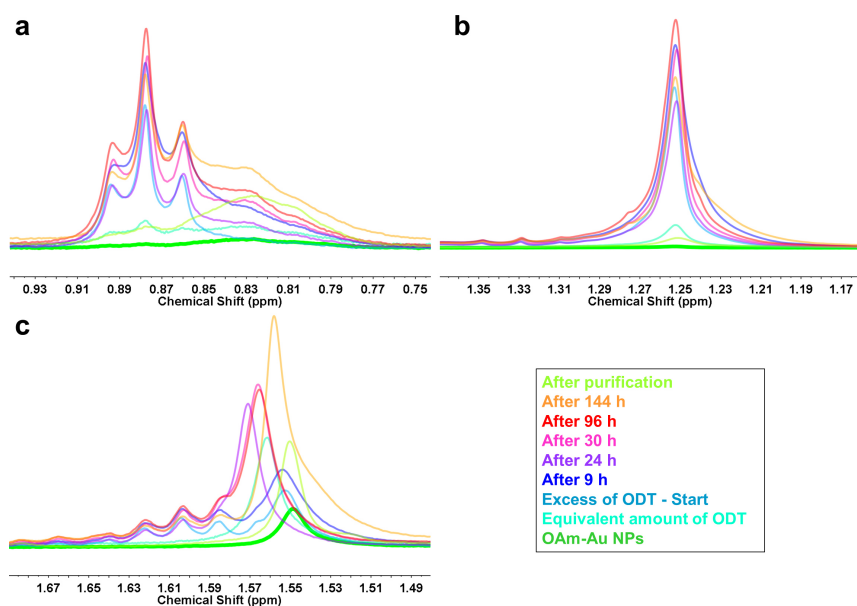 a
b
0.93 0.91 0.89 0.87 0.85 0.83 0.81 0.79 0.77 0.75
Chemical Shift (ppm)
1.35 1.33 1.31 1.29 1.27 1.25 1.23 1.21 1.19 1.17
Chemical Shift (ppm)
c
After purification
After 144 h
After 96 h
After 30 h
After 24 h
After 9 h
Excess of ODT - Start
Equivalent amount of ODT
OAm-Au NPs
1.67 1.65 1.63 1.61 1.59 1.57 1.55 1.53 1.51 1.49
Chemical Shift (ppm)